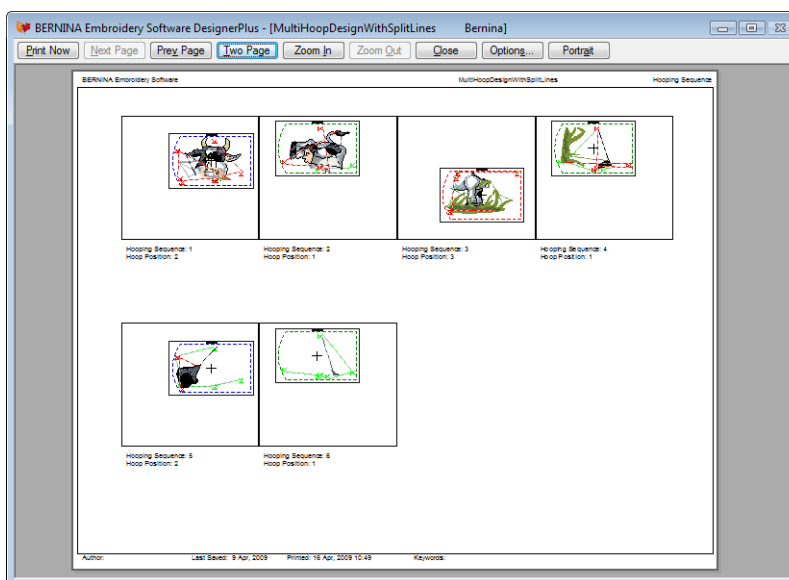 BERNINA Embroidery Software DesignerPlus - [MultiHoopDesignWithSplitLines Bernina]
Print Now Next Page Prev Page Two Page Zoom In Zoom Out Close Options... Portrait
BERNINA Embroidery Software MultiHoopDesignWithSplitLines Hooping Sequence
Hooping Sequence: 1 Hooping Sequence: 2 Hooping Sequence: 3 Hooping Sequence: 4
Hoop Position: 2 Hoop Position: 1 Hoop Position: 3 Hoop Position: 1
Hooping Sequence: 5 Hooping Sequence: 6
Hoop Position: 2 Hoop Position: 1
Author: Last Saved: 9 Apr, 2009 Printed: 16 Apr, 2009 10:49 Keywords: